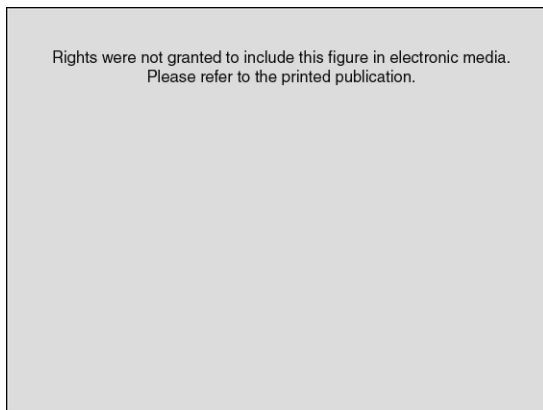 Rights were not granted to include this figure in electronic media.
Please refer to the printed publication.